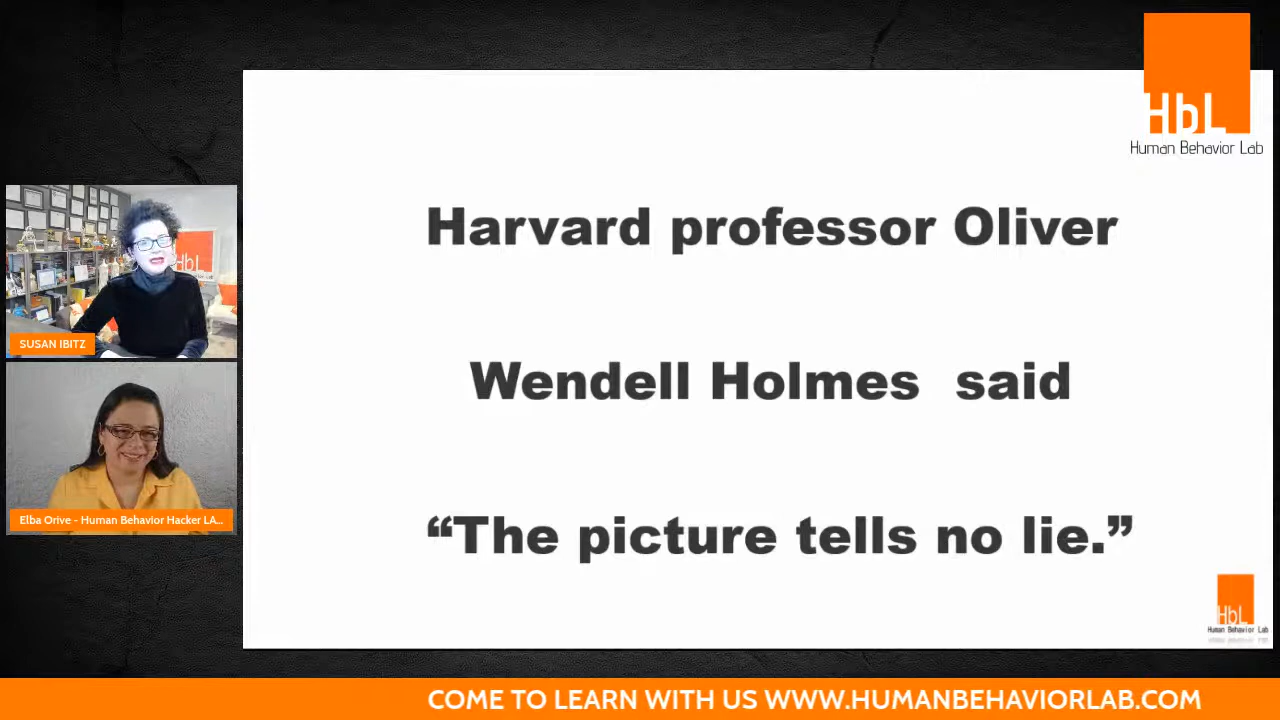 HbL
Human Behavior Lab
Harvard professor Oliver
Wendell Holmes said
“The picture tells no lie.”
HbL
SUSAN IBITZ
Elba Orive - Human Behavior Hacker LA...
HbL
Human Behavior Lab
COME TO LEARN WITH US WWW.HUMANBEHAVIORLAB.COM